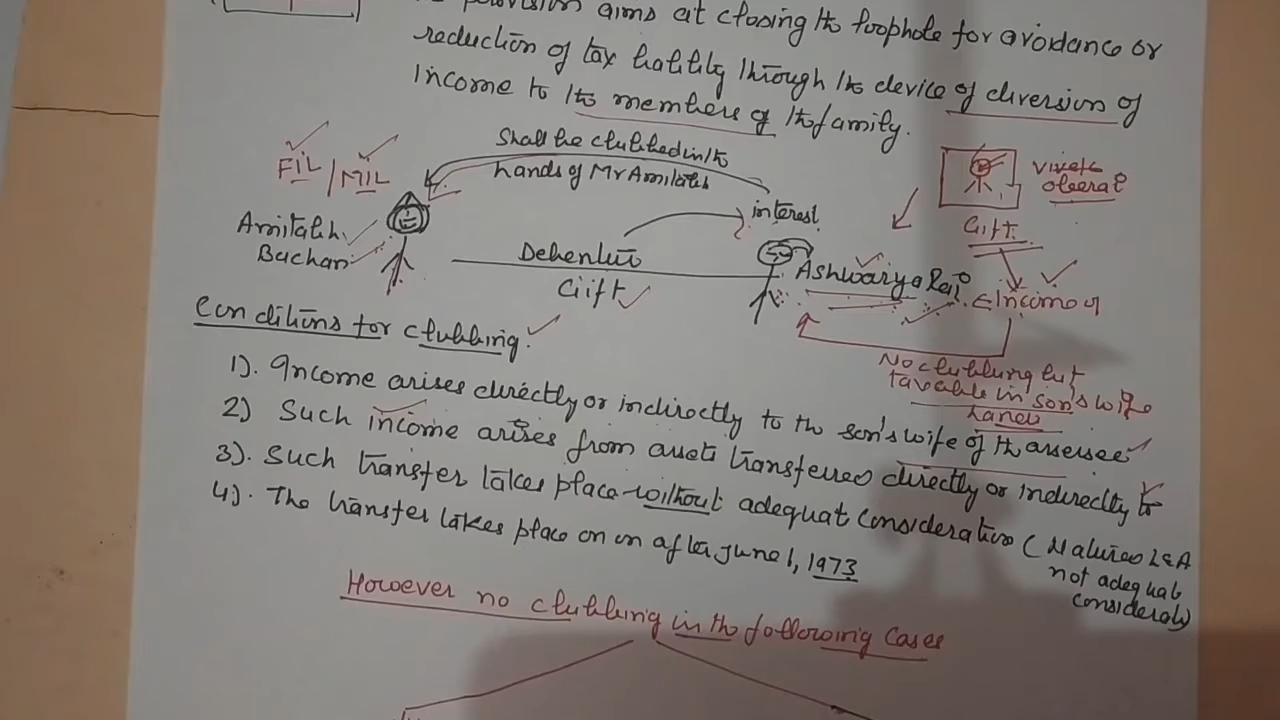 provision aims at closing the loophole for avoidance or
reduction of tax liability through the device of diversion of
Income to the members of the family.
Shall be clubbed in the
hands of Mr Amitabh
FIL / MIL
Vivek
oberai
Gift
interest
Amitabh
Bachan
Debenture
Gift
Ashwarya Rai
Income
Conditions for clubbing
No clubbing but
taxable in son's wife
hands
1). Income arises directly or indirectly to the son's wife of the assessee
2) Such income arises from assets transferred directly or indirectly to
3). Such transfer takes place without adequate consideration ( Natural L&A
not adequate
consideration)
4). The transfer takes place on or after June 1, 1973
However no clubbing in the following cases